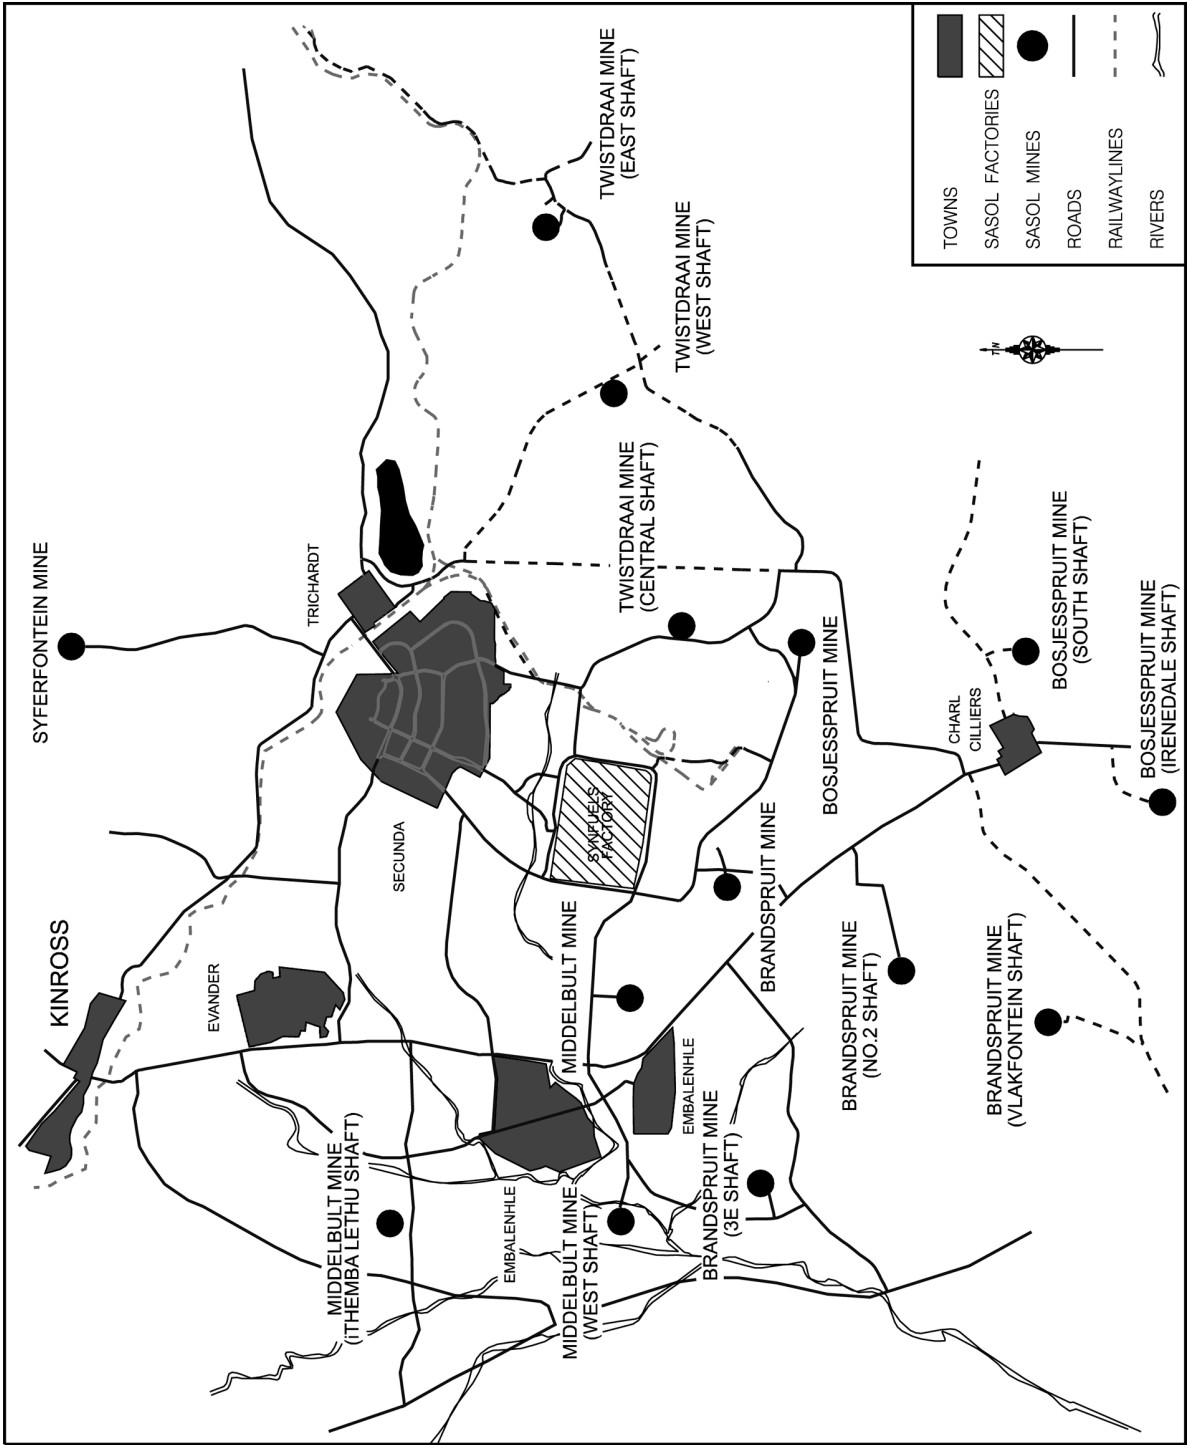 SYFERFONTEIN MINE
TRICHARDT
KINROSS
EVANDER
SECUNDA
TWISTDRAAI MINE
(EAST SHAFT)
TWISTDRAAI MINE
(WEST SHAFT)
TWISTDRAAI MINE
(CENTRAL SHAFT)
SYNFUELS
FACTORY
MIDDELBULT MINE
(iTHEMBA LETHU SHAFT)
EMBALENHLE
MIDDELBULT MINE
(WEST SHAFT)
MIDDELBULT MINE
EMBALENHLE
BRANDSPRUIT MINE
(3E SHAFT)
BRANDSPRUIT MINE
BOSJESSPRUIT MINE
BRANDSPRUIT MINE
(NO.2 SHAFT)
BRANDSPRUIT MINE
(VLAKFONTEIN SHAFT)
CHARL
CILLIERS
BOSJESSPRUIT MINE
(SOUTH SHAFT)
BOSJESSPRUIT MINE
(IRENEDALE SHAFT)
TN
TOWNS
SASOL FACTORIES
SASOL MINES
ROADS
RAILWAYLINES
RIVERS